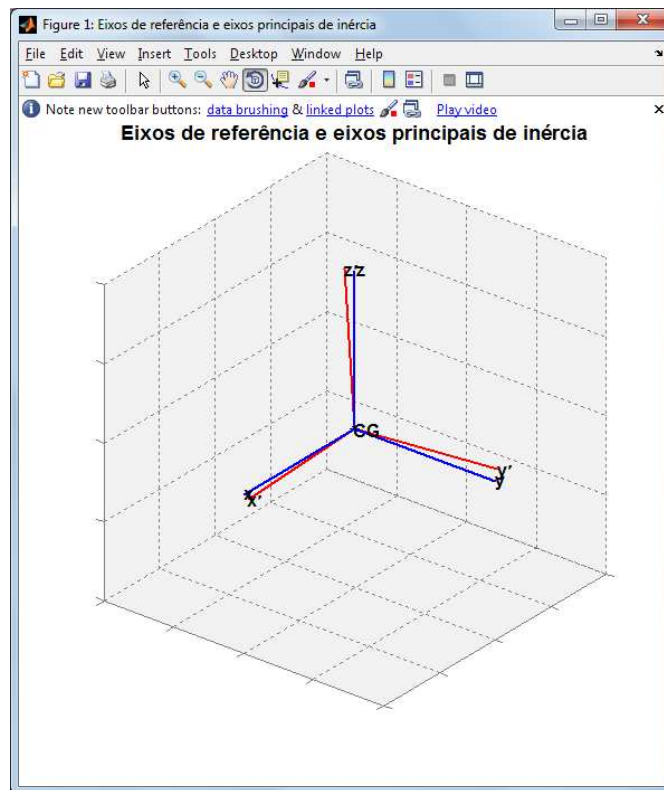 Figure 1: Eixos de referência e eixos principais de inércia
File Edit View Insert Tools Desktop Window Help
Note new toolbar buttons: data brushing & linked plots Play video
Eixos de referência e eixos principais de inércia
z'z
CG
y'
y
x
x'